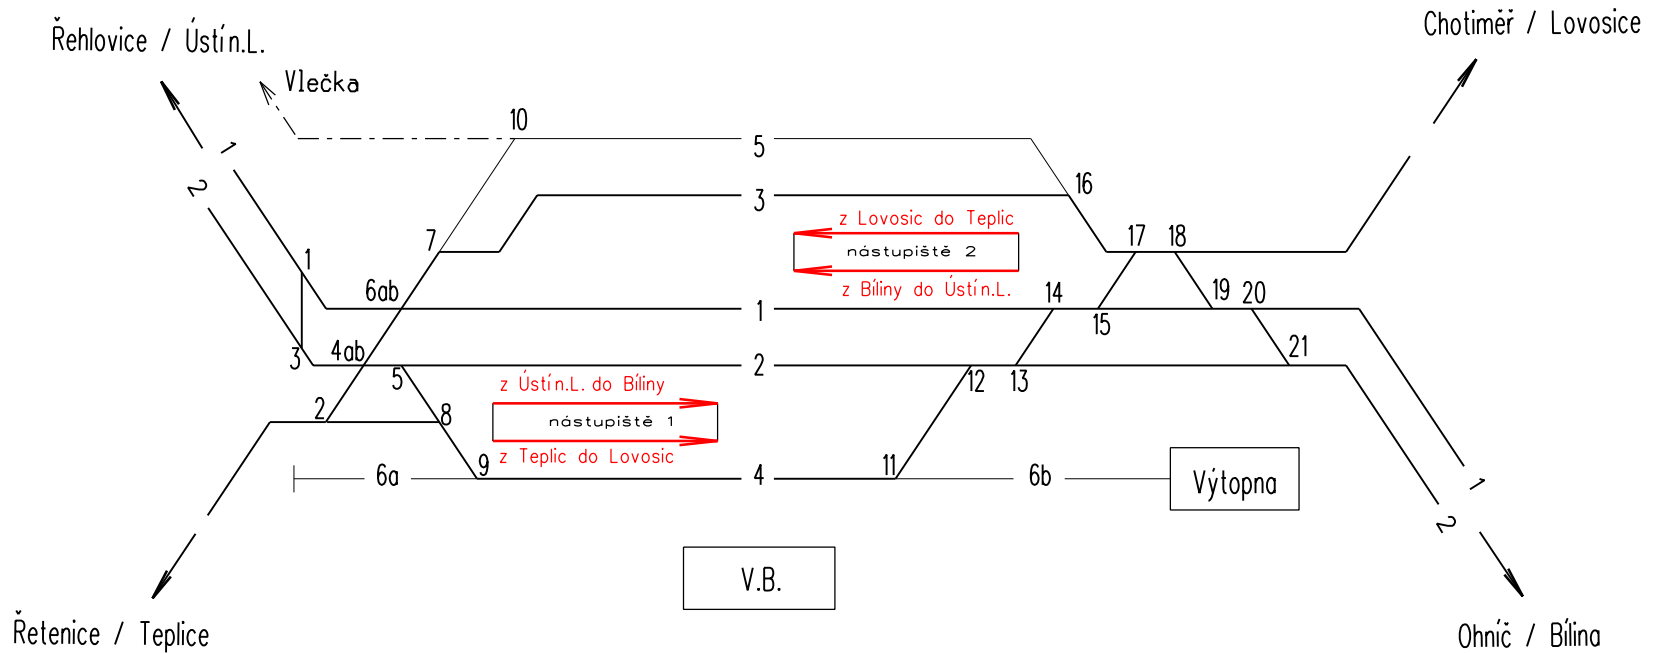 Řehlovice / Ústí n.L.
Chotiměř / Lovosice
Vlečka
10
1
5
2
16
3
z Lovosic do Teplic
7
17
18
nástupiště 2
1
6ab
z Bíliny do Ústí n.L.
14
19
20
1
15
3
4ab
21
2
5
12
13
z Ústí n.L. do Bíliny
2
8
nástupiště 1
z Teplic do Lovosic
9
11
6a
4
6b
Výtopna
1
2
V.B.
Řetenice / Teplice
Ohníč / Bílina